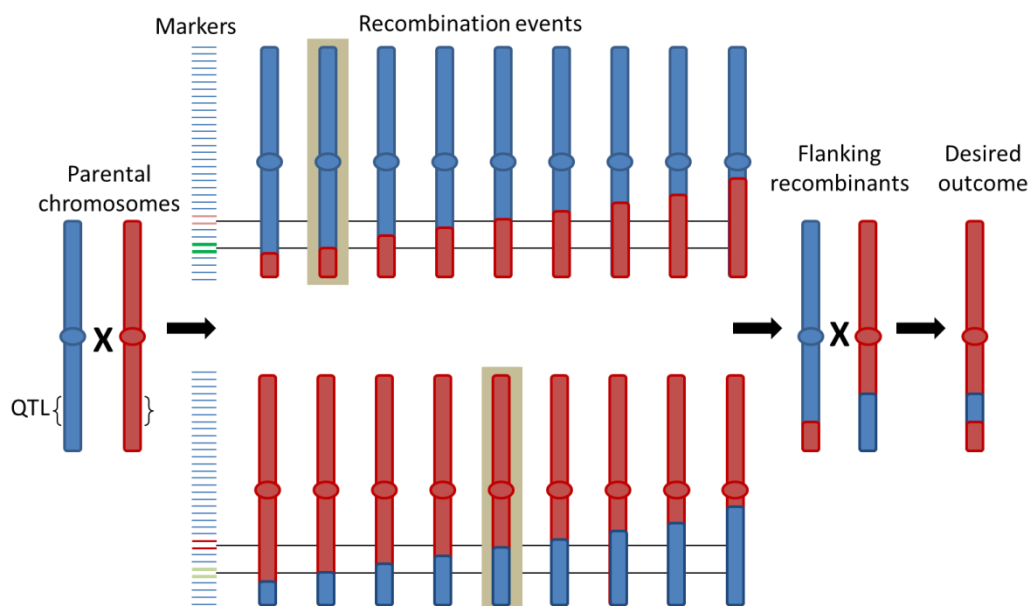 Markers
Recombination events
Parental
chromosomes
X
QTL{ }
Flanking
recombinants
X
Desired
outcome